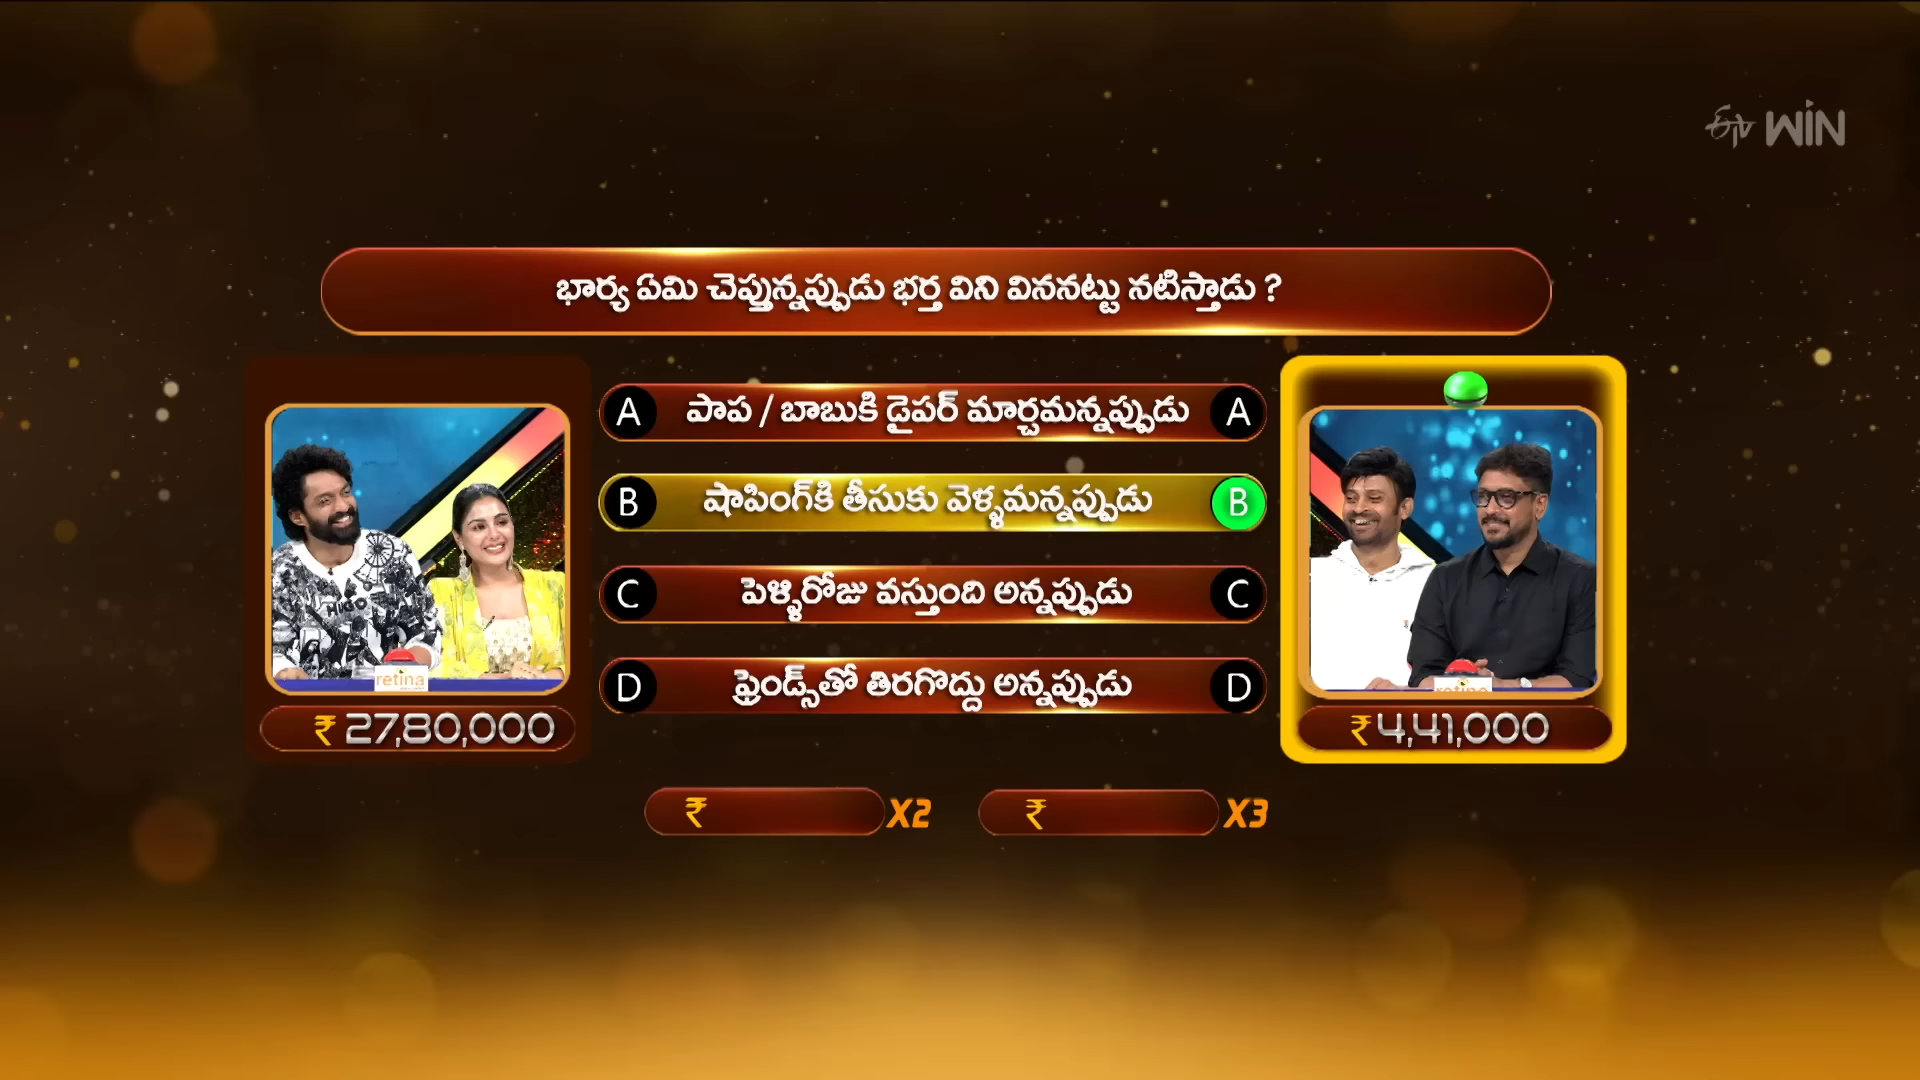 ఈటీవీ WIN
భార్య ఏమి చెప్తున్నప్పుడు భర్త విని విననట్టు నటిస్తాడు ?
A పాప / బాబుకి డైపర్ మార్చమన్నప్పుడు A
B షాపింగ్‌కి తీసుకు వెళ్ళమన్నప్పుడు B
C పెళ్ళిరోజు వస్తుంది అన్నప్పుడు C
D ఫ్రెండ్స్‌తో తిరగొద్దు అన్నప్పుడు D
retina
₹ 27,80,000
₹ 4,41,000
₹ X2
₹ X3